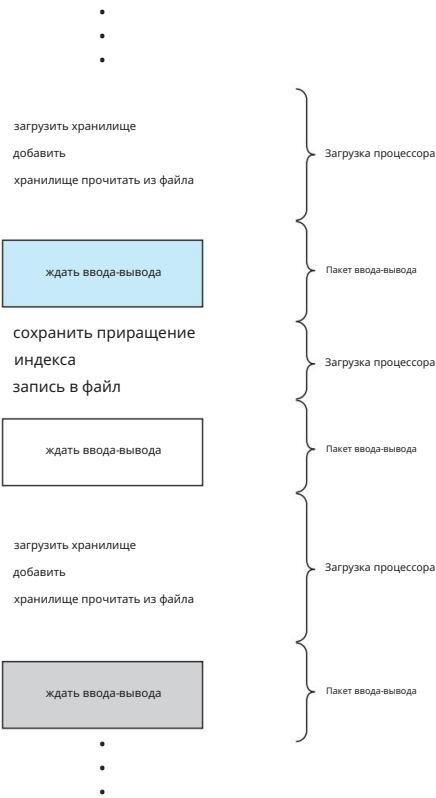 загрузить хранилище
добавить
хранилище прочитать из файла
Загрузка процессора
ждать ввода-вывода
Пакет ввода-вывода
сохранить приращение
индекса
запись в файл
Загрузка процессора
ждать ввода-вывода
Пакет ввода-вывода
загрузить хранилище
добавить
хранилище прочитать из файла
Загрузка процессора
ждать ввода-вывода
Пакет ввода-вывода